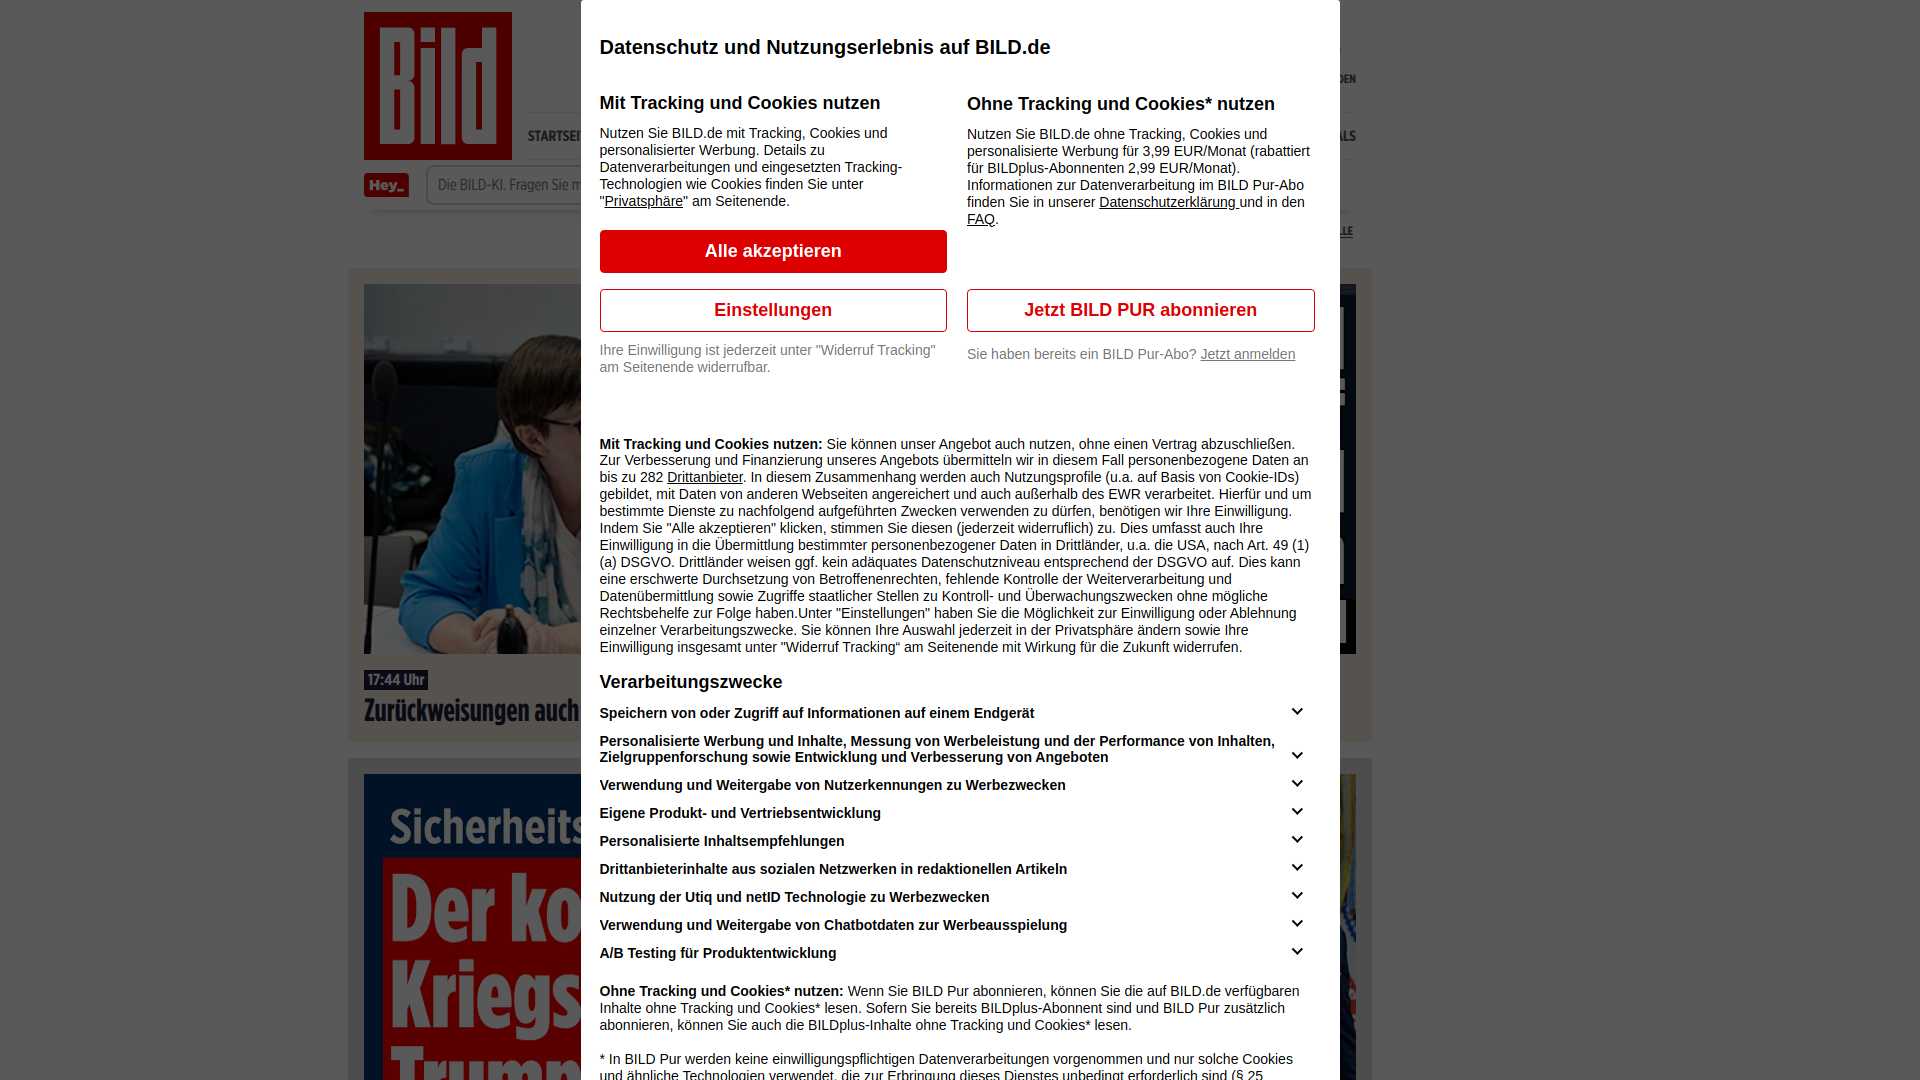 Bild
Datenschutz und Nutzungserlebnis auf BILD.de
DEN
Mit Tracking und Cookies nutzen
Nutzen Sie BILD.de mit Tracking, Cookies und
personalisierter Werbung. Details zu
Datenverarbeitungen und eingesetzten Tracking-
Technologien wie Cookies finden Sie unter
"Privatsphäre" am Seitenende.
Alle akzeptieren
Einstellungen
Ihre Einwilligung ist jederzeit unter "Widerruf Tracking"
am Seitenende widerrufbar.
Ohne Tracking und Cookies* nutzen
Nutzen Sie BILD.de ohne Tracking, Cookies und
personalisierte Werbung für 3,99 EUR/Monat (rabattiert
für BILDplus-Abonnenten 2,99 EUR/Monat).
Informationen zur Datenverarbeitung im BILD Pur-Abo
finden Sie in unserer Datenschutzerklärung und in den
FAQ.
Jetzt BILD PUR abonnieren
Sie haben bereits ein BILD Pur-Abo? Jetzt anmelden
STARTSEI
ALS
Hey_
Die BILD-KI. Fragen Sie m
LLE
Mit Tracking und Cookies nutzen: Sie können unser Angebot auch nutzen, ohne einen Vertrag abzuschließen.
Zur Verbesserung und Finanzierung unseres Angebots übermitteln wir in diesem Fall personenbezogene Daten an
bis zu 282 Drittanbieter. In diesem Zusammenhang werden auch Nutzungsprofile (u.a. auf Basis von Cookie-IDs)
gebildet, mit Daten von anderen Webseiten angereichert und auch außerhalb des EWR verarbeitet. Hierfür und um
bestimmte Dienste zu nachfolgend aufgeführten Zwecken verwenden zu dürfen, benötigen wir Ihre Einwilligung.
Indem Sie "Alle akzeptieren" klicken, stimmen Sie diesen (jederzeit widerruflich) zu. Dies umfasst auch Ihre
Einwilligung in die Übermittlung bestimmter personenbezogener Daten in Drittländer, u.a. die USA, nach Art. 49 (1)
(a) DSGVO. Drittländer weisen ggf. kein adäquates Datenschutzniveau entsprechend der DSGVO auf. Dies kann
eine erschwerte Durchsetzung von Betroffenenrechten, fehlende Kontrolle der Weiterverarbeitung und
Datenübermittlung sowie Zugriffe staatlicher Stellen zu Kontroll- und Überwachungszwecken ohne mögliche
Rechtsbehelfe zur Folge haben.Unter "Einstellungen" haben Sie die Möglichkeit zur Einwilligung oder Ablehnung
einzelner Verarbeitungszwecke. Sie können Ihre Auswahl jederzeit in der Privatsphäre ändern sowie Ihre
Einwilligung insgesamt unter "Widerruf Tracking“ am Seitenende mit Wirkung für die Zukunft widerrufen.
17:44 Uhr
Zurückweisungen auch
Verarbeitungszwecke
Speichern von oder Zugriff auf Informationen auf einem Endgerät
Personalisierte Werbung und Inhalte, Messung von Werbeleistung und der Performance von Inhalten,
Zielgruppenforschung sowie Entwicklung und Verbesserung von Angeboten
Verwendung und Weitergabe von Nutzerkennungen zu Werbezwecken
Eigene Produkt- und Vertriebsentwicklung
Personalisierte Inhaltsempfehlungen
Drittanbieterinhalte aus sozialen Netzwerken in redaktionellen Artikeln
Nutzung der Utiq und netID Technologie zu Werbezwecken
Verwendung und Weitergabe von Chatbotdaten zur Werbeausspielung
A/B Testing für Produktentwicklung
Sicherheits
Der ko
Kriegs
Trump
Ohne Tracking und Cookies* nutzen: Wenn Sie BILD Pur abonnieren, können Sie die auf BILD.de verfügbaren
Inhalte ohne Tracking und Cookies* lesen. Sofern Sie bereits BILDplus-Abonnent sind und BILD Pur zusätzlich
abonnieren, können Sie auch die BILDplus-Inhalte ohne Tracking und Cookies* lesen.
* In BILD Pur werden keine einwilligungspflichtigen Datenverarbeitungen vorgenommen und nur solche Cookies
und ähnliche Technologien verwendet, die zur Erbringung dieses Dienstes unbedingt erforderlich sind (§ 25